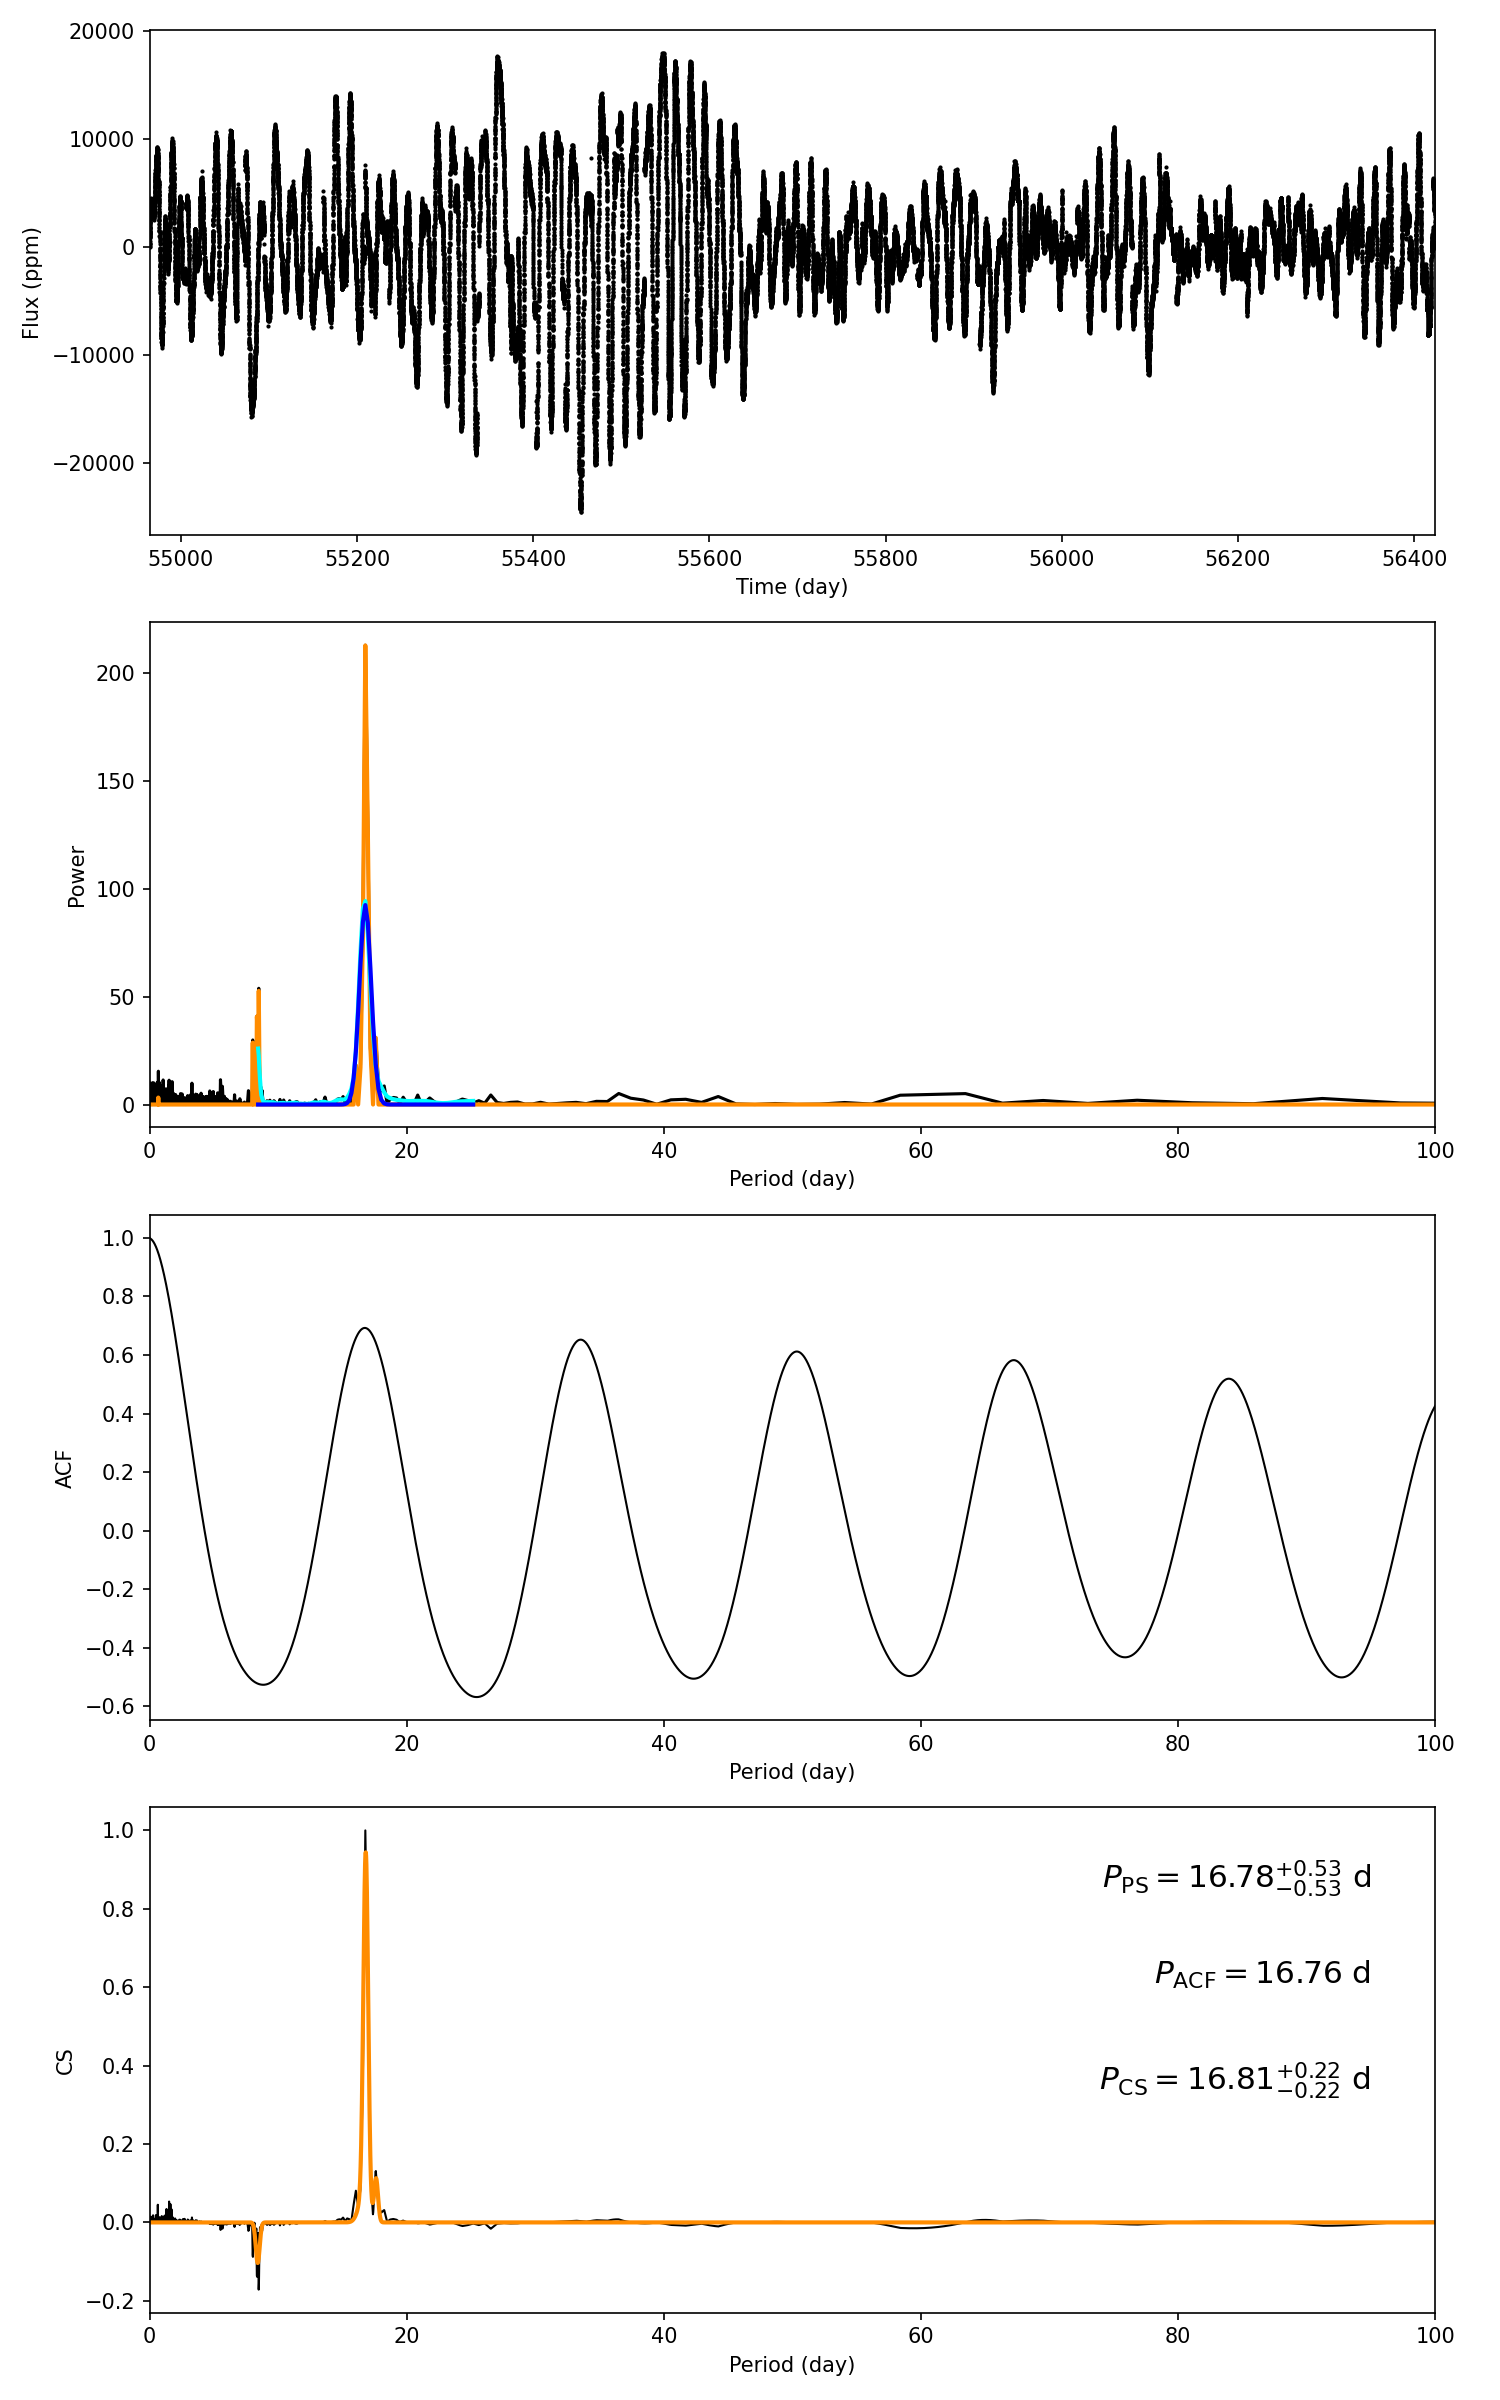 20000
10000
0
−10000
−20000
Flux (ppm)
55000 55200 55400 55600 55800 56000 56200 56400
Time (day)
200
150
100
50
0
Power
0 20 40 60 80 100
Period (day)
1.0
0.8
0.6
0.4
0.2
0.0
−0.2
−0.4
−0.6
ACF
0 20 40 60 80 100
Period (day)
1.0
0.8
0.6
0.4
0.2
0.0
−0.2
CS
P_PS = 16.78^{+0.53}_{−0.53} d
P_ACF = 16.76 d
P_CS = 16.81^{+0.22}_{−0.22} d
0 20 40 60 80 100
Period (day)